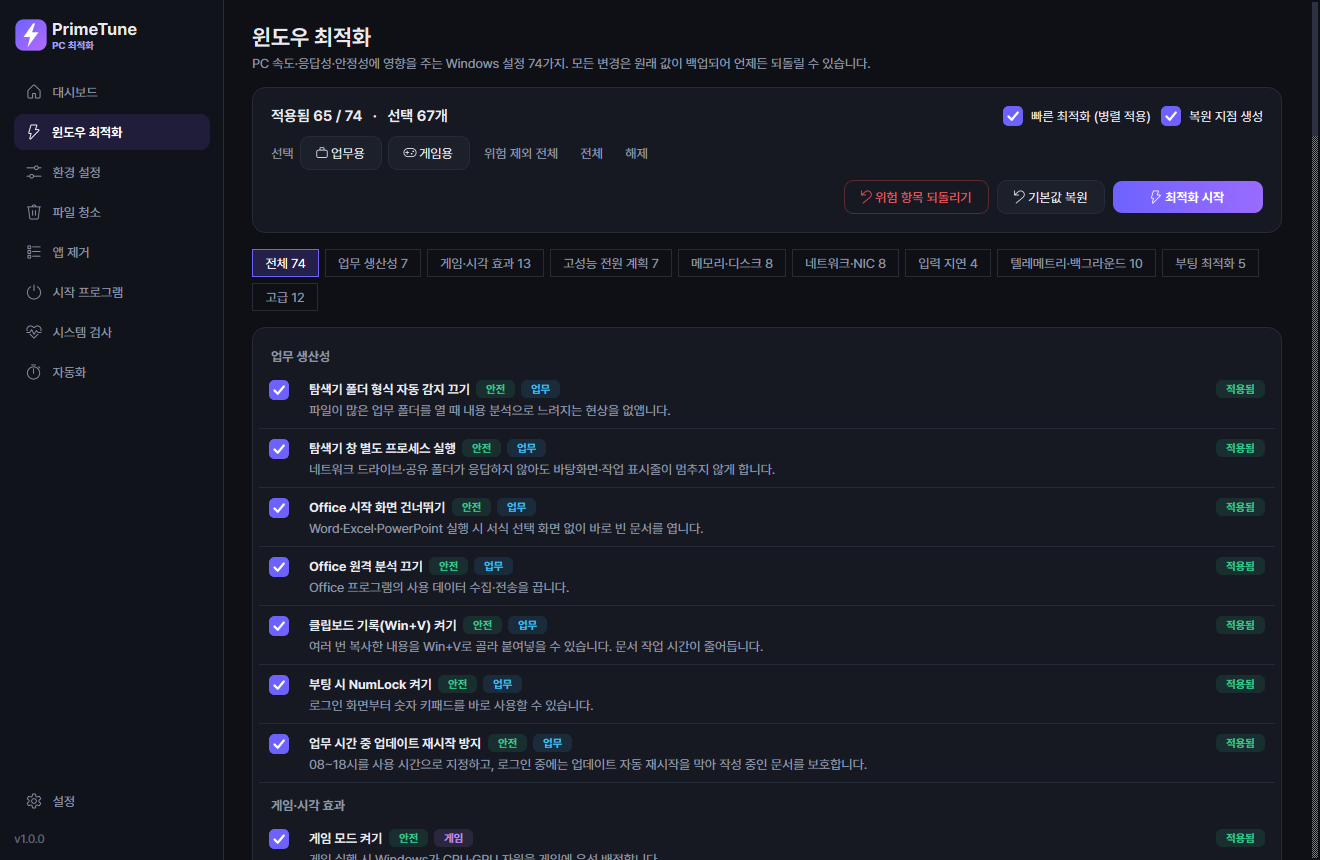 PrimeTune
PC 최적화
대시보드
윈도우 최적화
환경 설정
파일 청소
앱 제거
시작 프로그램
시스템 검사
자동화
설정
v1.0.0
윈도우 최적화
PC 속도·응답성·안정성에 영향을 주는 Windows 설정 74가지. 모든 변경은 원래 값이 백업되어 언제든 되돌릴 수 있습니다.
적용됨 65 / 74 · 선택 67개
빠른 최적화 (병렬 적용) 복원 지점 생성
선택 업무용 게임용 위험 제외 전체 전체 해제
위험 항목 되돌리기 기본값 복원 최적화 시작
전체 74 업무 생산성 7 게임·시각 효과 13 고성능 전원 계획 7 메모리·디스크 8 네트워크·NIC 8 입력 지연 4 텔레메트리·백그라운드 10 부팅 최적화 5
고급 12
업무 생산성
탐색기 폴더 형식 자동 감지 끄기 안전 업무 적용됨
파일이 많은 업무 폴더를 열 때 내용 분석으로 느려지는 현상을 없앱니다.
탐색기 창 별도 프로세스 실행 안전 업무 적용됨
네트워크 드라이브·공유 폴더가 응답하지 않아도 바탕화면·작업 표시줄이 멈추지 않게 합니다.
Office 시작 화면 건너뛰기 안전 업무 적용됨
Word·Excel·PowerPoint 실행 시 서식 선택 화면 없이 바로 빈 문서를 엽니다.
Office 원격 분석 끄기 안전 업무 적용됨
Office 프로그램의 사용 데이터 수집·전송을 끕니다.
클립보드 기록(Win+V) 켜기 안전 업무 적용됨
여러 번 복사한 내용을 Win+V로 골라 붙여넣을 수 있습니다. 문서 작업 시간이 줄어듭니다.
부팅 시 NumLock 켜기 안전 업무 적용됨
로그인 화면부터 숫자 키패드를 바로 사용할 수 있습니다.
업무 시간 중 업데이트 재시작 방지 안전 업무 적용됨
08~18시를 사용 시간으로 지정하고, 로그인 중에는 업데이트 자동 재시작을 막아 작성 중인 문서를 보호합니다.
게임·시각 효과
게임 모드 켜기 안전 게임 적용됨
게임 실행 시 Windows가 CPU·GPU 자원을 게임에 우선 배정합니다.